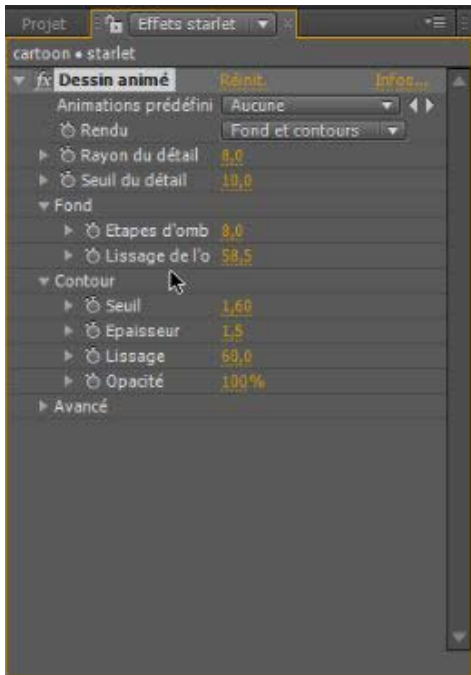 Projet Effets starlet
cartoon • starlet
fx Dessin animé Réinit. Infos...
Animations prédéfini Aucune
Rendu Fond et contours
Rayon du détail 8,0
Seuil du détail 10,0
Fond
Etapes d'omb 8,0
Lissage de l'o 58,5
Contour
Seuil 1,60
Epaisseur 1,5
Lissage 60,0
Opacité 100%
Avancé